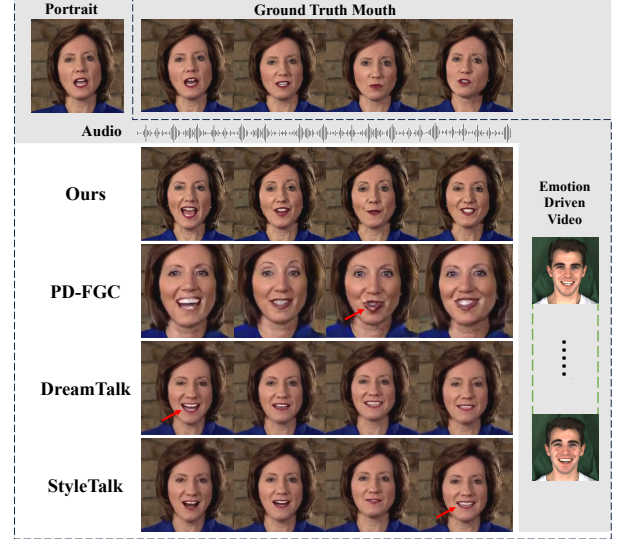 Portrait
Ground Truth Mouth
Audio
Ours
Emotion
Driven
Video
PD-FGC
DreamTalk
StyleTalk